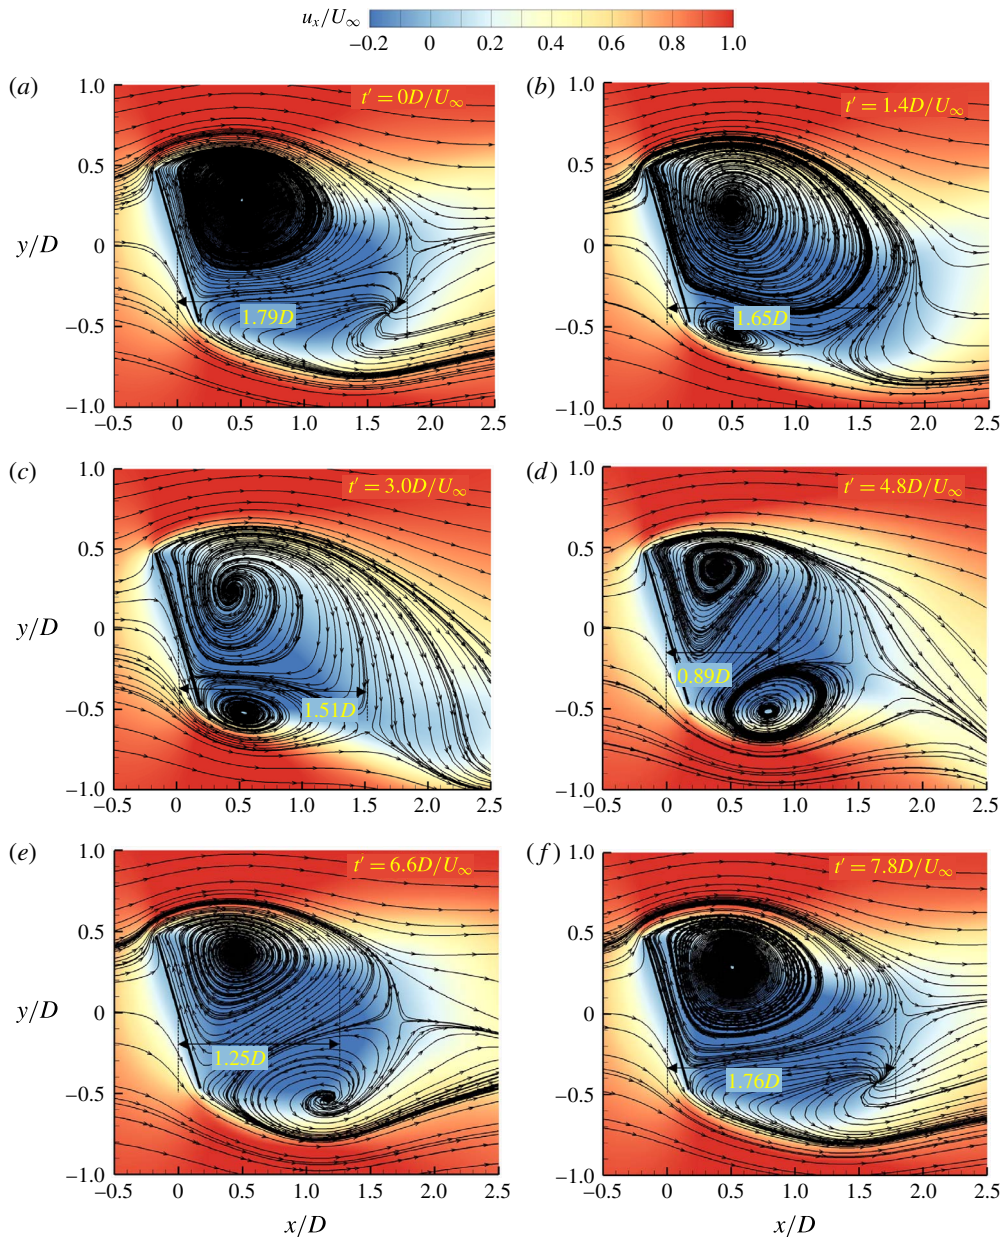 uₓ/U∞
−0.2 0 0.2 0.4 0.6 0.8 1.0
(a) (b)
t′ = 0D/U∞ t′ = 1.4D/U∞
1.0 0.5 0 −0.5 −1.0
y/D
1.79D
−0.5 0 0.5 1.0 1.5 2.0 2.5
1.0 0.5 0 −0.5 −1.0
1.65D
−0.5 0 0.5 1.0 1.5 2.0 2.5
(c) (d)
t′ = 3.0D/U∞ t′ = 4.8D/U∞
1.0 0.5 0 −0.5 −1.0
y/D
1.51D
−0.5 0 0.5 1.0 1.5 2.0 2.5
1.0 0.5 0 −0.5 −1.0
0.89D
−0.5 0 0.5 1.0 1.5 2.0 2.5
(e) (f)
t′ = 6.6D/U∞ t′ = 7.8D/U∞
1.0 0.5 0 −0.5 −1.0
y/D
1.25D
−0.5 0 0.5 1.0 1.5 2.0 2.5
1.0 0.5 0 −0.5 −1.0
1.76D
−0.5 0 0.5 1.0 1.5 2.0 2.5
x/D x/D